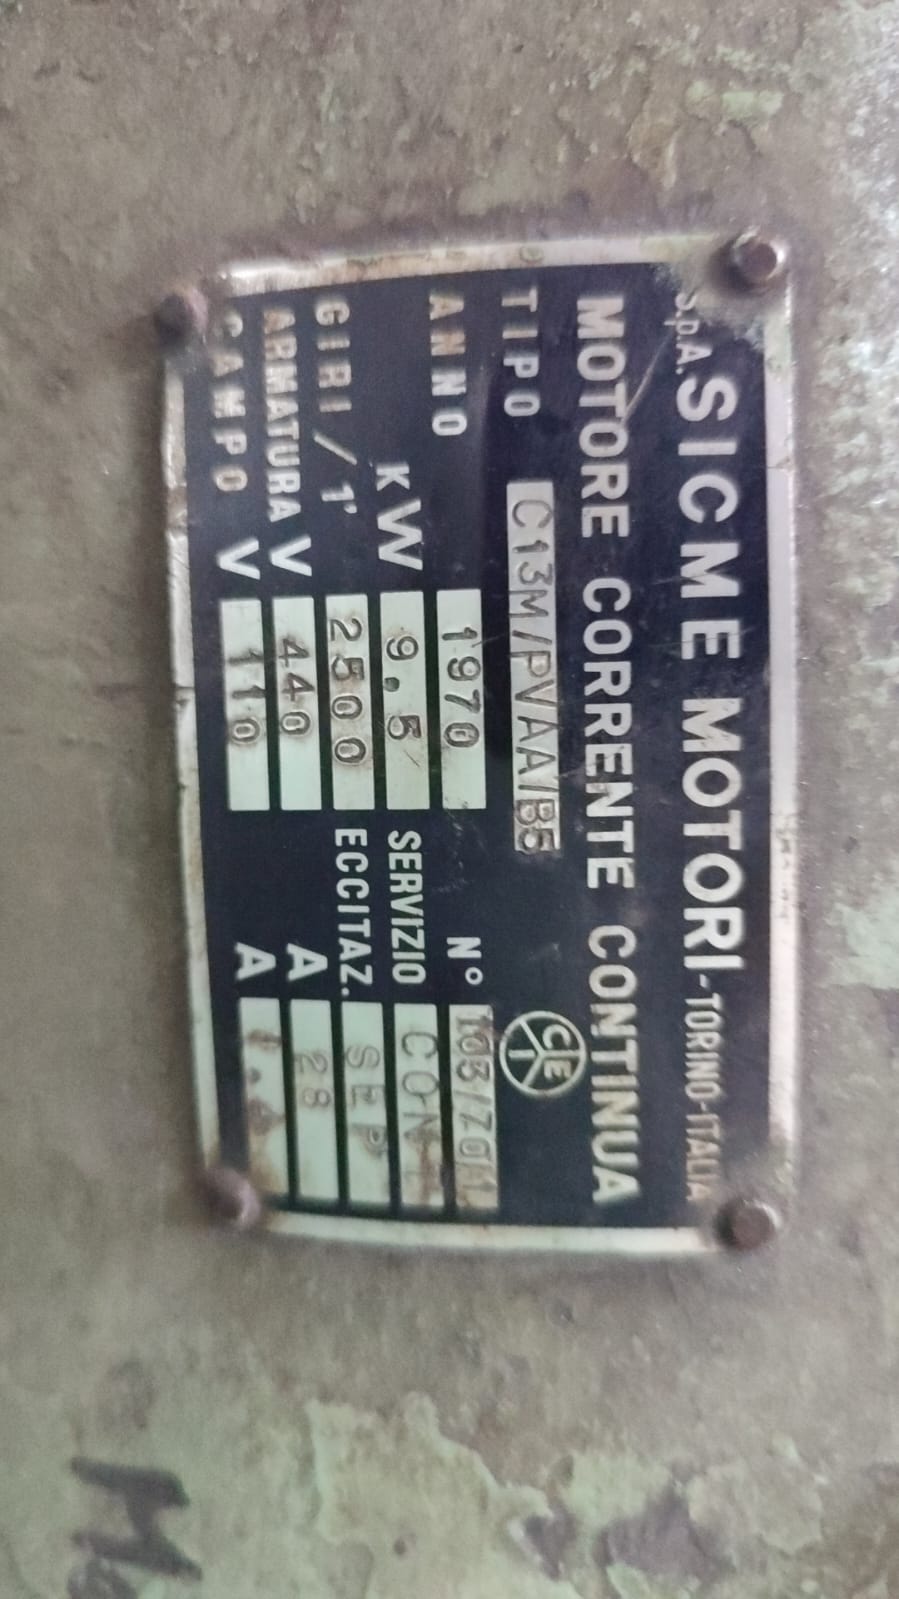 S.p.A. SICME MOTORI-TORINO-ITALIA
MOTORE CORRENTE CONTINUA
TIPO C13M/PVAA/B5 CEI
ANNO 1970 N°
KW 9.5 SERVIZIO CONT
GIRI/1' 2500 ECCITAZ. SEP
ARMATURA V 440 A 28
CAMPO V 110 A